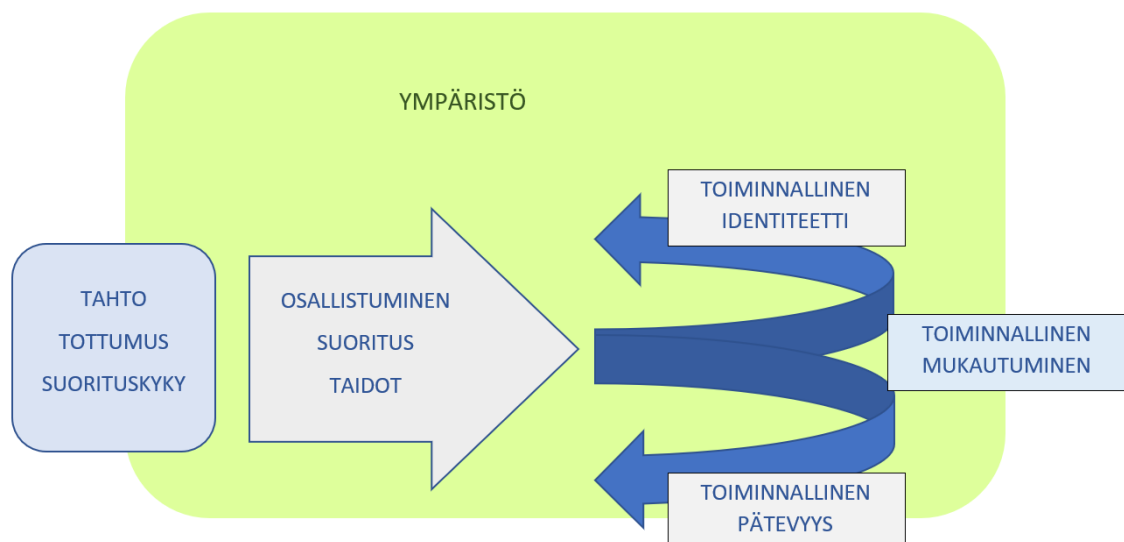 YMPÄRISTÖ
TAHTO
TOTTUMUS
SUORITUSKYKY
OSALLISTUMINEN
SUORITUS
TAIDOT
TOIMINNALLINEN
IDENTITEETTI
TOIMINNALLINEN
MUKAUTUMINEN
TOIMINNALLINEN
PÄTEVYYS